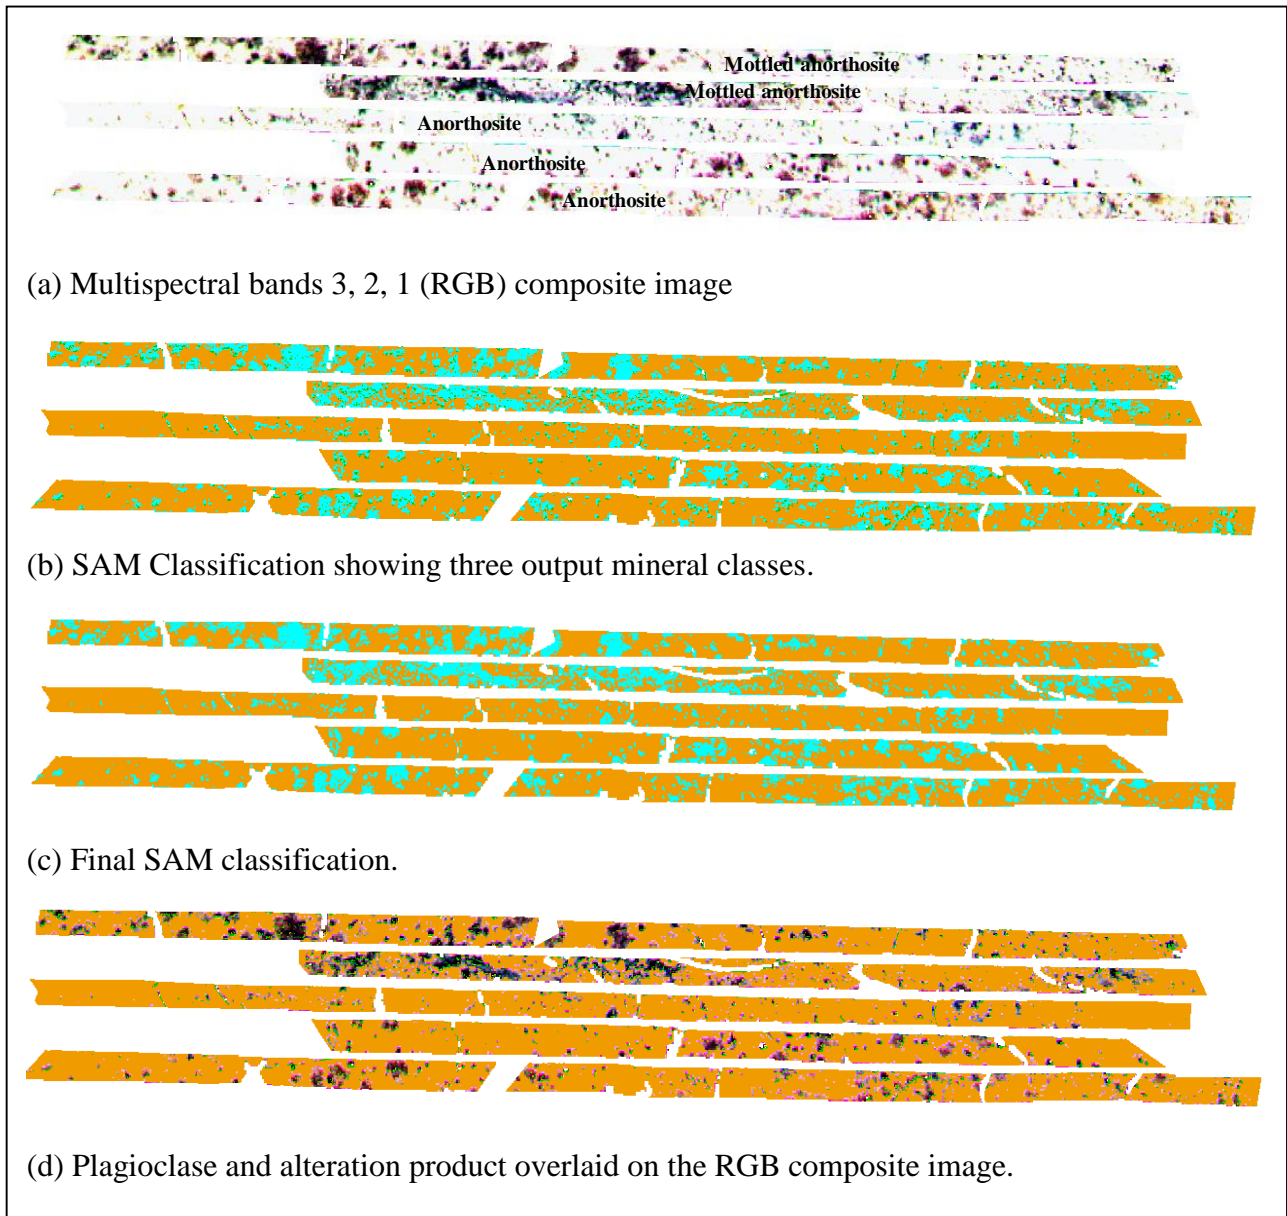 Mottled anorthosite
Mottled anorthosite
Anorthosite
Anorthosite
Anorthosite
(a) Multispectral bands 3, 2, 1 (RGB) composite image
(b) SAM Classification showing three output mineral classes.
(c) Final SAM classification.
(d) Plagioclase and alteration product overlaid on the RGB composite image.